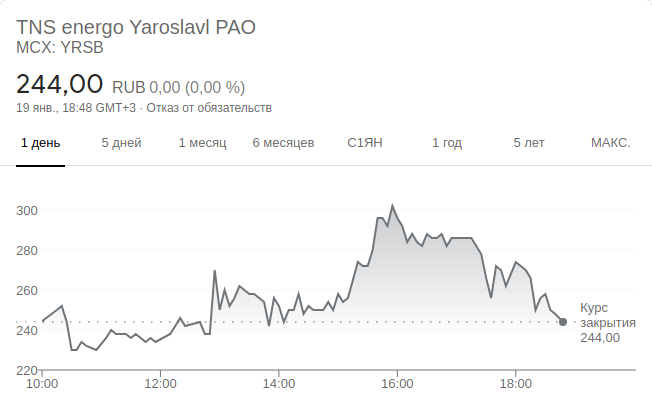 TNS energo Yaroslavl PAO
MCX: YRSB
244,00 RUB 0,00 (0,00 %)
19 янв., 18:48 GMT+3 · Отказ от обязательств
1 день 5 дней 1 месяц 6 месяцев С1ЯН 1 год 5 лет МАКС.
300
280
260
240
220
Курс
закрытия
244,00
10:00 12:00 14:00 16:00 18:00